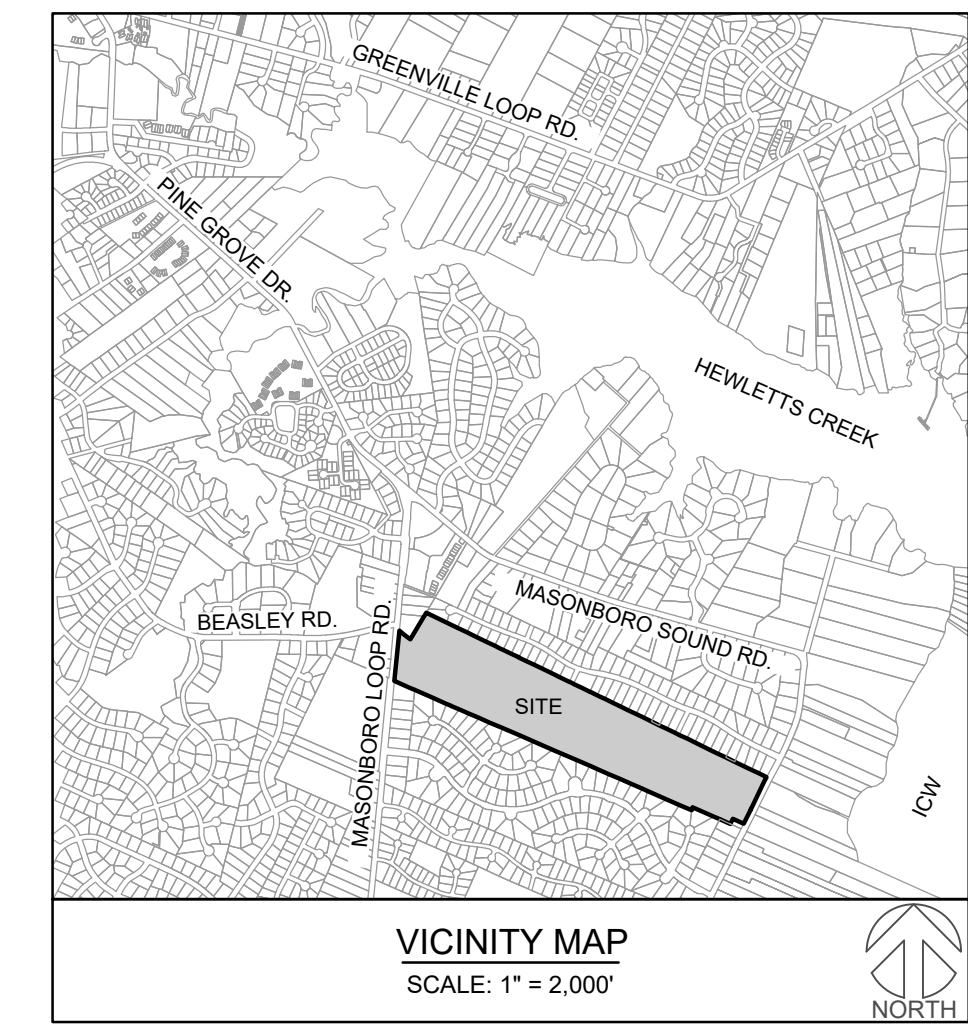 GREENVILLE LOOP RD.
PINE GROVE DR.
HEWLETTS CREEK
MASONBORO SOUND RD.
BEASLEY RD.
MASONBORO LOOP RD.
SITE
ICW
VICINITY MAP
SCALE: 1" = 2,000'
NORTH